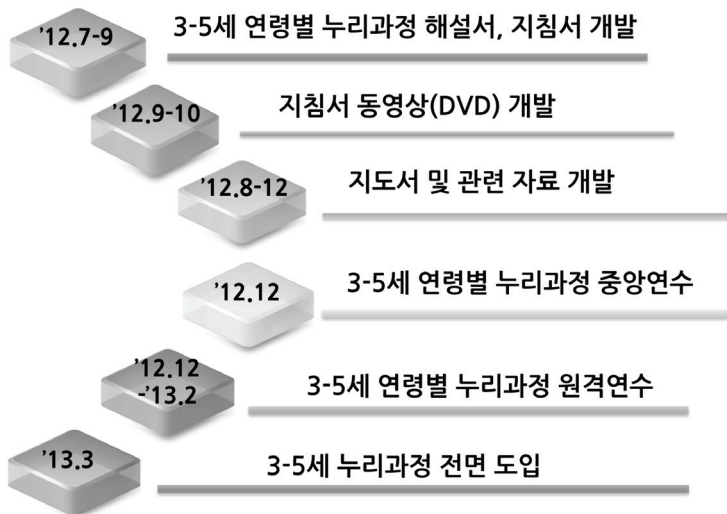 '12.7-9
3-5세 연령별 누리과정 해설서, 지침서 개발
'12.9-10
지침서 동영상(DVD) 개발
'12.8-12
지도서 및 관련 자료 개발
'12.12
3-5세 연령별 누리과정 중앙연수
'12.12
-'13.2
3-5세 연령별 누리과정 원격연수
'13.3
3-5세 누리과정 전면 도입